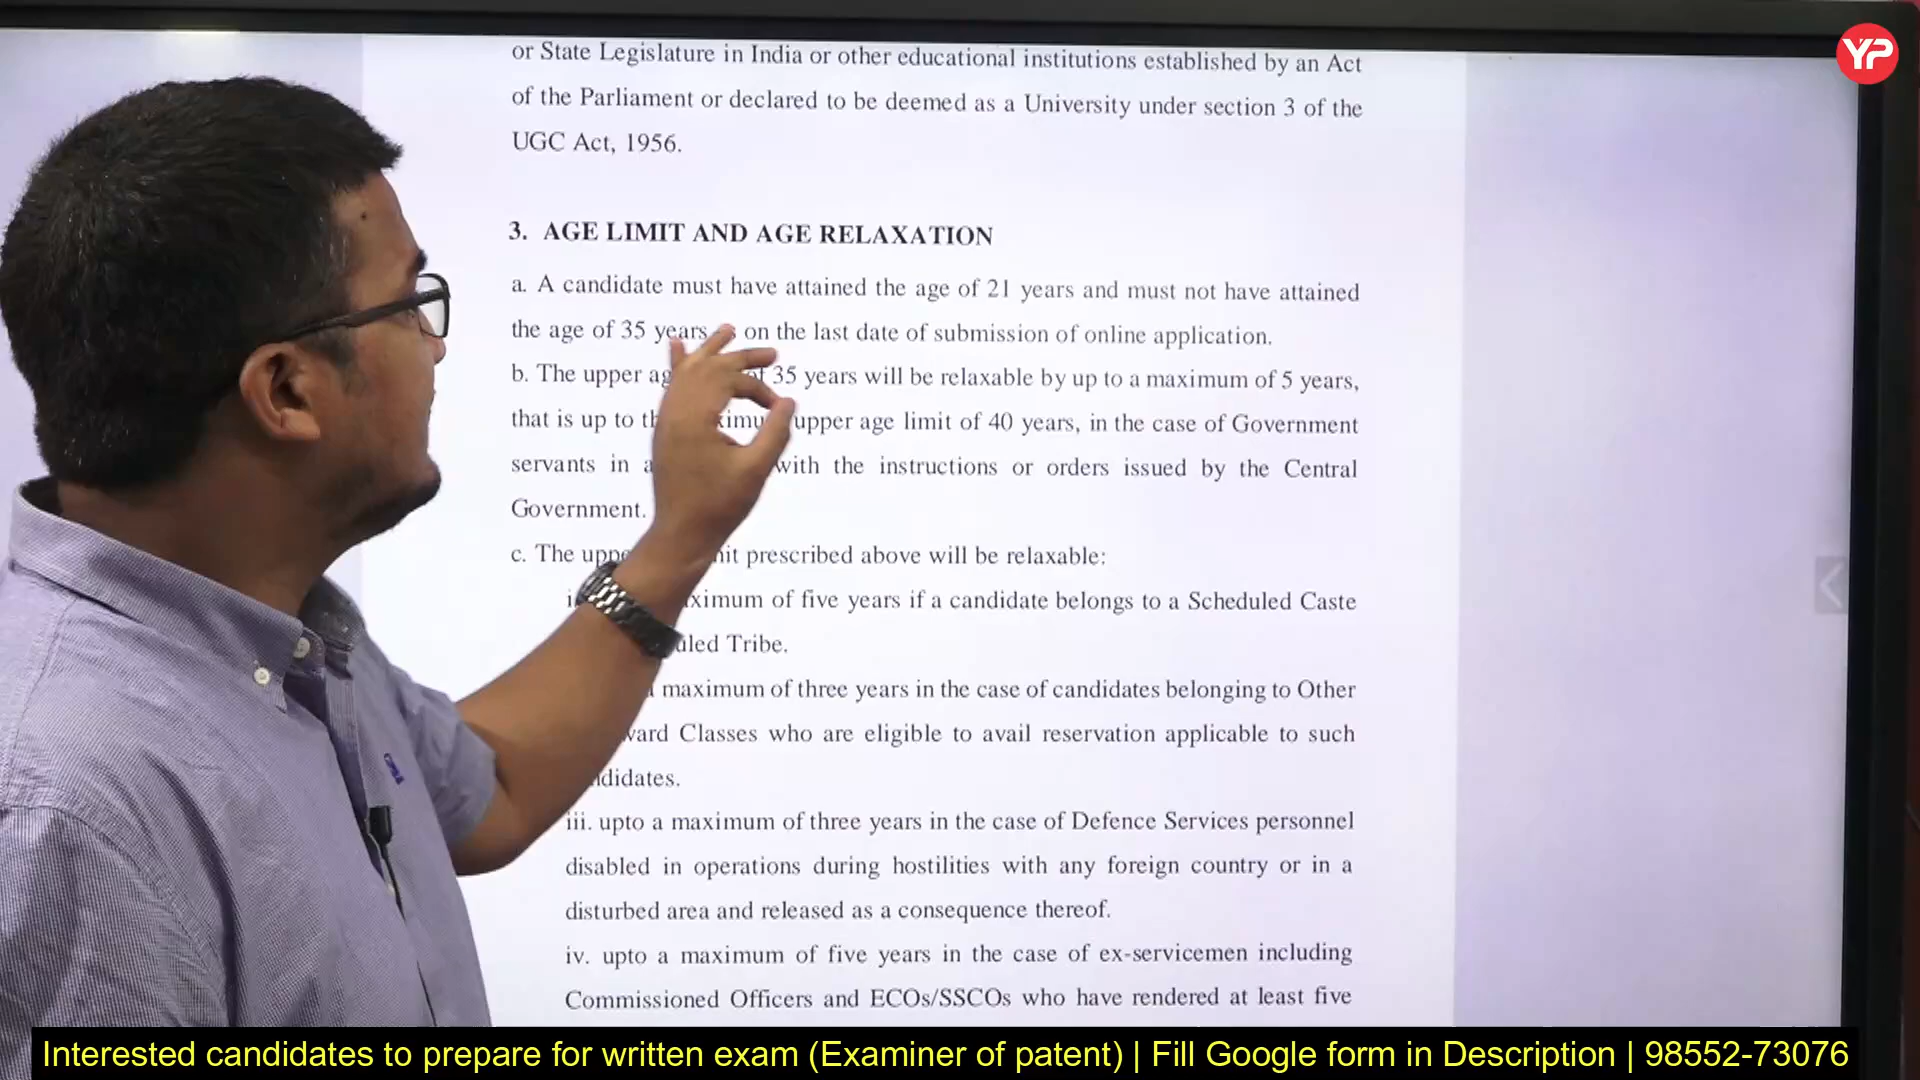 YP
or State Legislature in India or other educational institutions established by an Act
of the Parliament or declared to be deemed as a University under section 3 of the
UGC Act, 1956.
3. AGE LIMIT AND AGE RELAXATION
a. A candidate must have attained the age of 21 years and must not have attained
the age of 35 years on the last date of submission of online application.
b. The upper 35 years will be relaxable by up to a maximum of 5 years,
that is up to upper age limit of 40 years, in the case of Government
servants in with the instructions or orders issued by the Central
Government.
c. The prescribed above will be relaxable:
of five years if a candidate belongs to a Scheduled Caste
Tribe.
maximum of three years in the case of candidates belonging to Other
Classes who are eligible to avail reservation applicable to such
iii. upto a maximum of three years in the case of Defence Services personnel
disabled in operations during hostilities with any foreign country or in a
disturbed area and released as a consequence thereof.
iv. upto a maximum of five years in the case of ex-servicemen including
Commissioned Officers and ECOs/SSCOs who have rendered at least five
Interested candidates to prepare for written exam (Examiner of patent) | Fill Google form in Description | 98552-73076